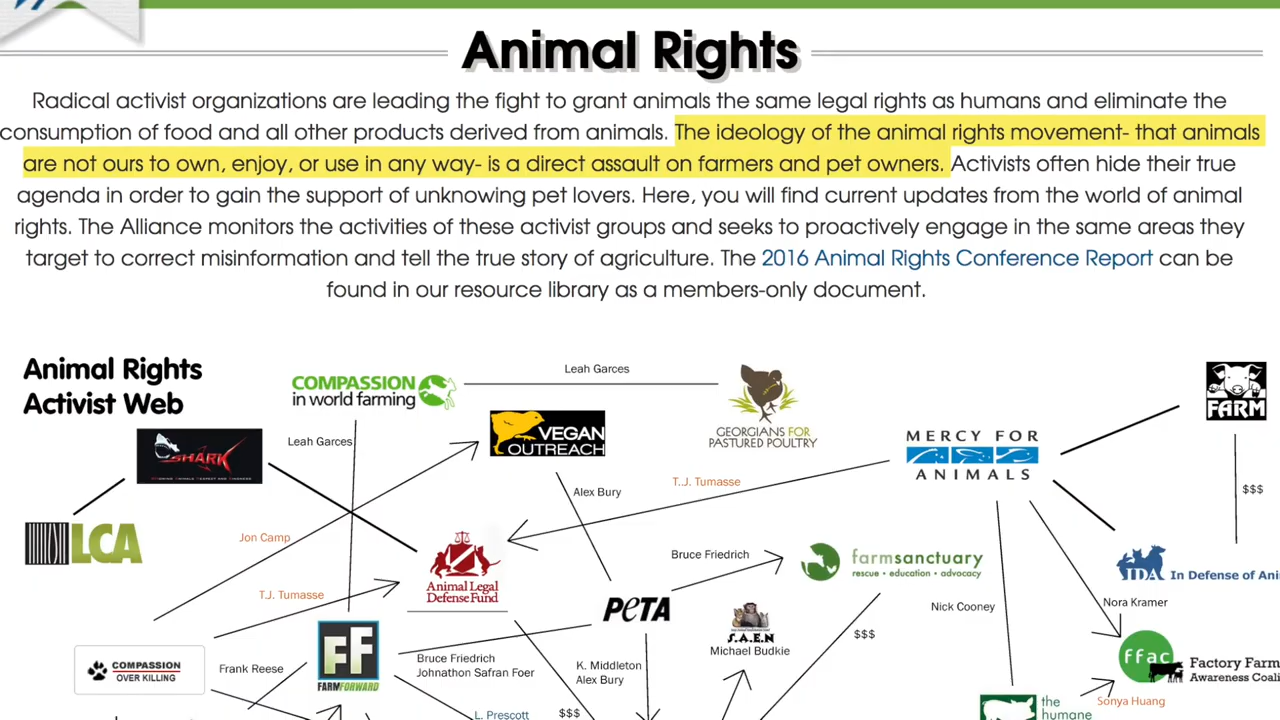 Animal Rights
Radical activist organizations are leading the fight to grant animals the same legal rights as humans and eliminate the
consumption of food and all other products derived from animals. The ideology of the animal rights movement- that animals
are not ours to own, enjoy, or use in any way- is a direct assault on farmers and pet owners. Activists often hide their true
agenda in order to gain the support of unknowing pet lovers. Here, you will find current updates from the world of animal
rights. The Alliance monitors the activities of these activist groups and seeks to proactively engage in the same areas they
target to correct misinformation and tell the true story of agriculture. The 2016 Animal Rights Conference Report can be
found in our resource library as a members-only document.
Animal Rights
Activist Web
COMPASSION
in world farming
Leah Garces
GEORGIANS FOR
PASTURED POULTRY
FARM
SHARK
Leah Garces
VEGAN
OUTREACH
MERCY FOR
ANIMALS
T.J. Tumasse
Alex Bury
$$$
LCA
Jon Camp
Animal Legal
Defense Fund
Bruce Friedrich
farmsanctuary
rescue • education • advocacy
IDA In Defense of Ani
T.J. Tumasse
PETA
S.A.E.N
Michael Budkie
Nick Cooney
Nora Kramer
$$$
COMPASSION
OVER KILLING
Frank Reese
FF
FARMFORWARD
Bruce Friedrich
Johnathon Safran Foer
K. Middleton
Alex Bury
ffac
Factory Farm
Awareness Coali
Sonya Huang
the
humane
L. Prescott
$$$